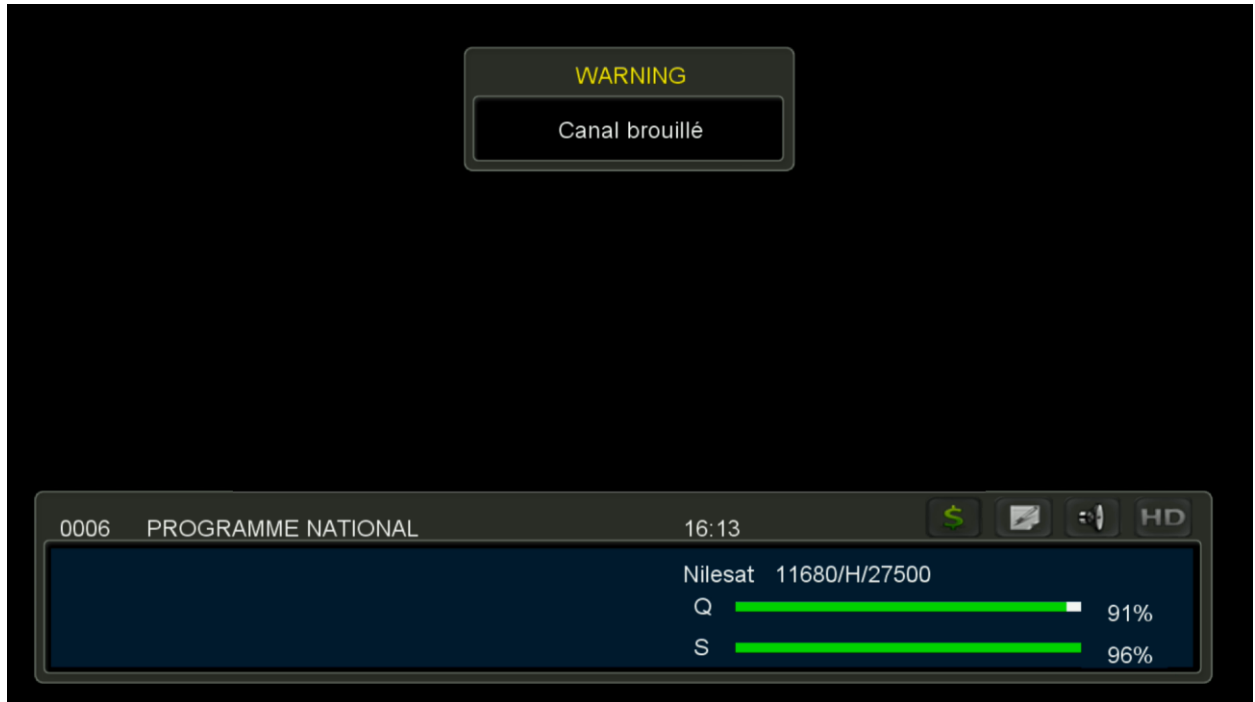 WARNING
Canal brouillé
0006 PROGRAMME NATIONAL 16:13 $ HD
Nilesat 11680/H/27500
Q 91%
S 96%